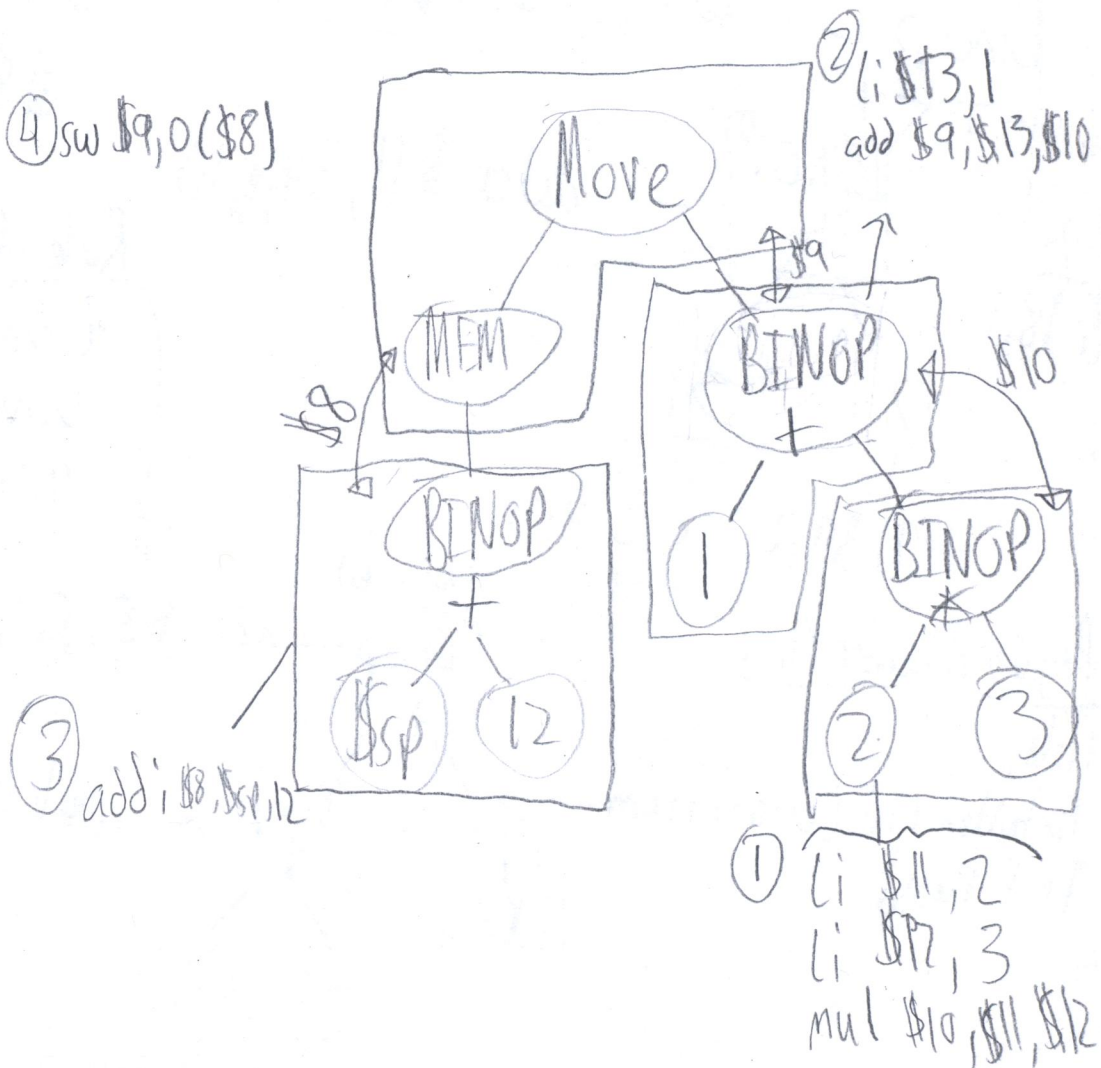 ② li $13, 1
add $9, $13, $10
④ sw $9, 0($8)
Move
$9
MEM
BINOP
+
$10
$8
BINOP
+
1
BINOP
*
$sp
12
2
3
③ addi $8, $sp, 12
① li $11, 2
li $12, 3
mul $10, $11, $12